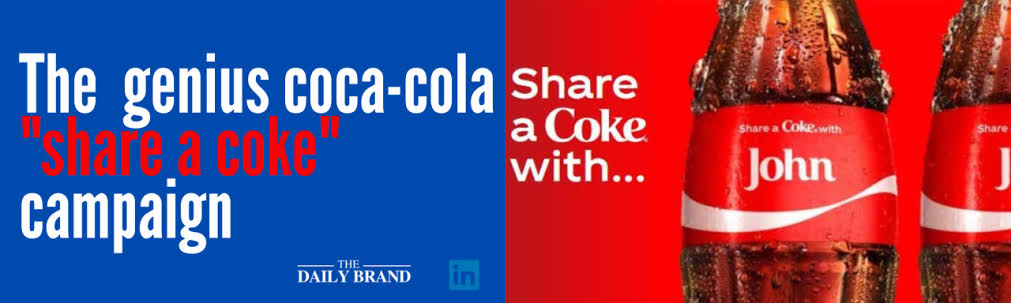 The genius coca-cola
"share a coke"
campaign
THE
DAILY BRAND
in
Share
a Coke
with...
Share a Coke with
John
Share
J